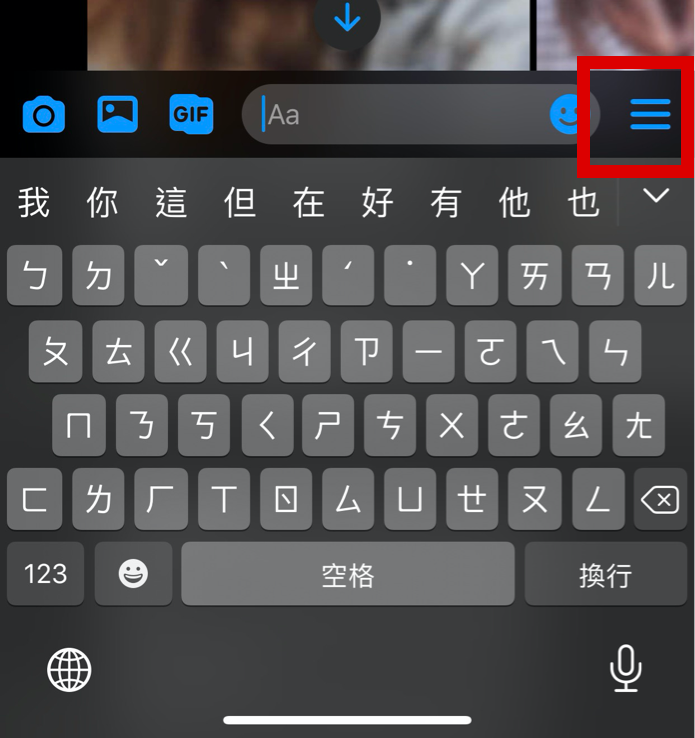 GIF
Aa
我 你 這 但 在 好 有 他 也
ㄅ ㄉ ˇ ˋ ㄓ ˊ ˙ ㄚ ㄞ ㄢ ㄦ
ㄆ ㄊ ㄍ ㄐ ㄔ ㄗ ㄧ ㄛ ㄟ ㄣ
ㄇ ㄋ ㄎ ㄑ ㄕ ㄘ ㄨ ㄜ ㄠ ㄤ
ㄈ ㄌ ㄏ ㄒ ㄖ ㄙ ㄩ ㄝ ㄡ ㄥ
123 空格 換行